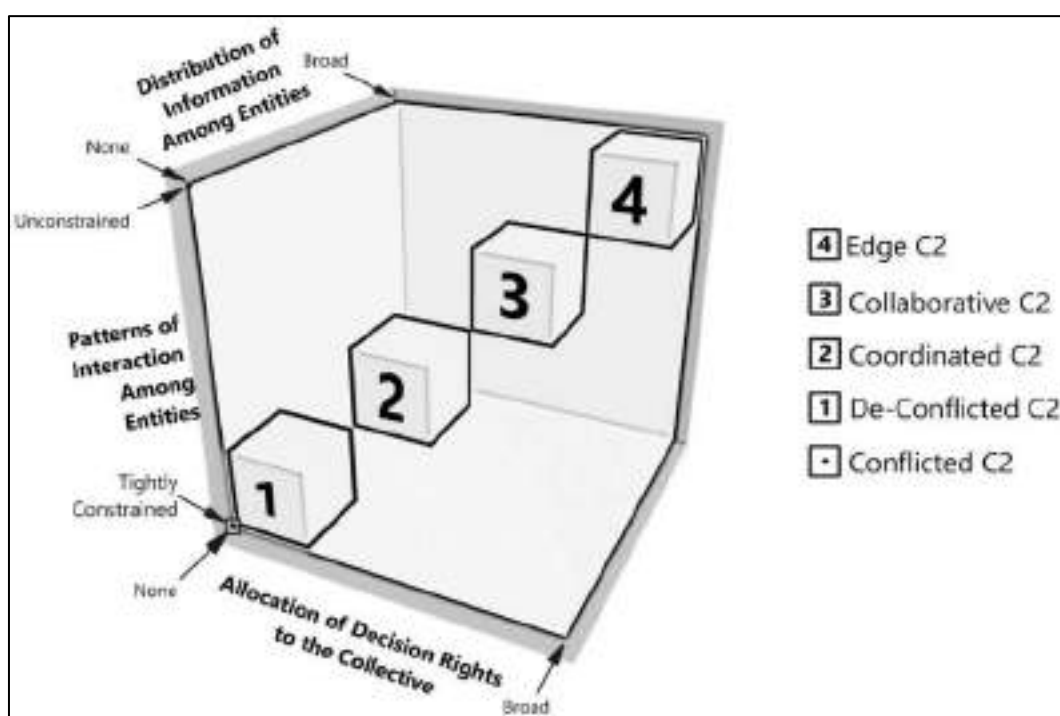 Distribution of
Information
Among Entities
Broad
None
Unconstrained
Patterns of
Interaction
Among
Entities
Tightly
Constrained
None
Allocation of Decision Rights
to the Collective
Broad
1
2
3
4
4 Edge C2
3 Collaborative C2
2 Coordinated C2
1 De-Conflicted C2
• Conflicted C2